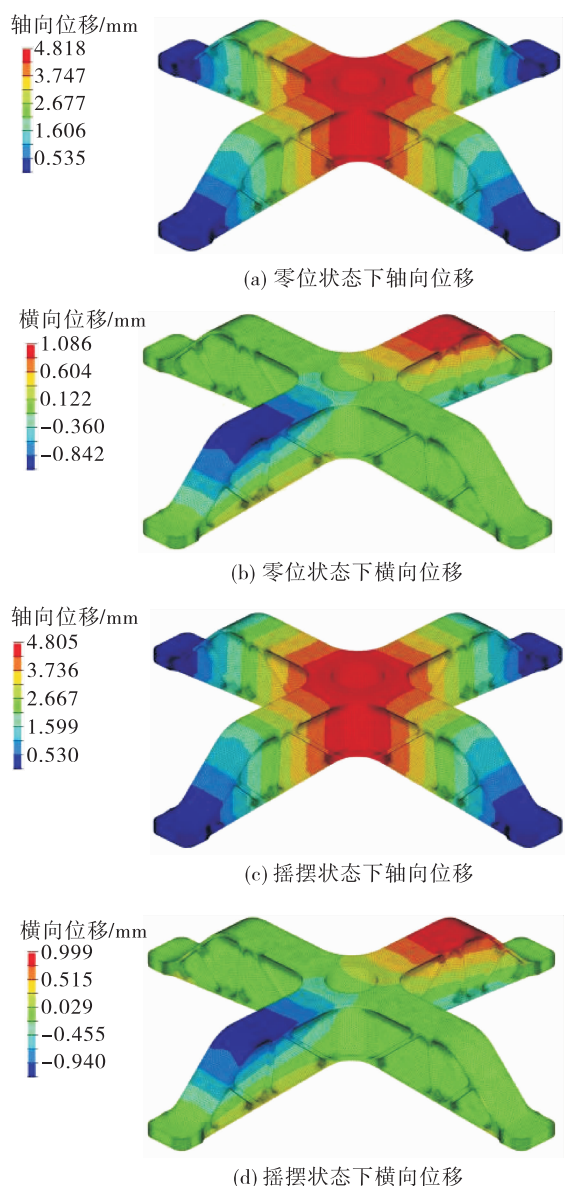 轴向位移/mm
4.818
3.747
2.677
1.606
0.535
(a) 零位状态下轴向位移
横向位移/mm
1.086
0.604
0.122
-0.360
-0.842
(b) 零位状态下横向位移
轴向位移/mm
4.805
3.736
2.667
1.599
0.530
(c) 摇摆状态下轴向位移
横向位移/mm
0.999
0.515
0.029
-0.455
-0.940
(d) 摇摆状态下横向位移